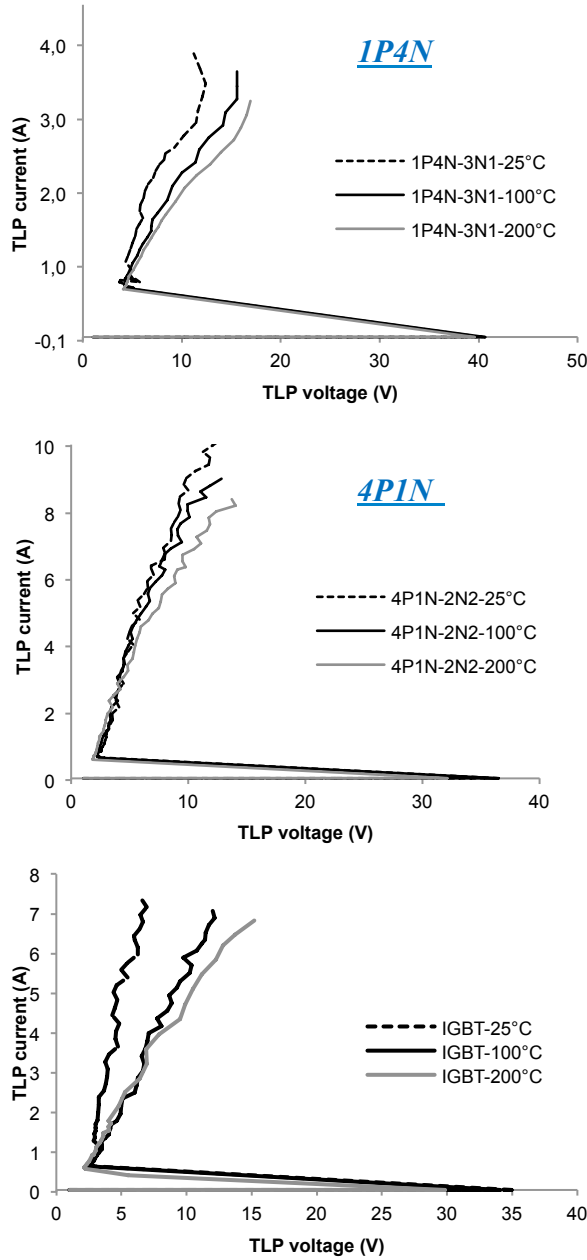 1P4N
4,0
3,0
2,0
1,0
-0,1
TLP current (A)
1P4N-3N1-25°C
1P4N-3N1-100°C
1P4N-3N1-200°C
0 10 20 30 40 50
TLP voltage (V)
4P1N
10
8
6
4
2
0
TLP current (A)
4P1N-2N2-25°C
4P1N-2N2-100°C
4P1N-2N2-200°C
0 10 20 30 40
TLP voltage (V)
8
7
6
5
4
3
2
1
0
TLP current (A)
IGBT-25°C
IGBT-100°C
IGBT-200°C
0 5 10 15 20 25 30 35 40
TLP voltage (V)